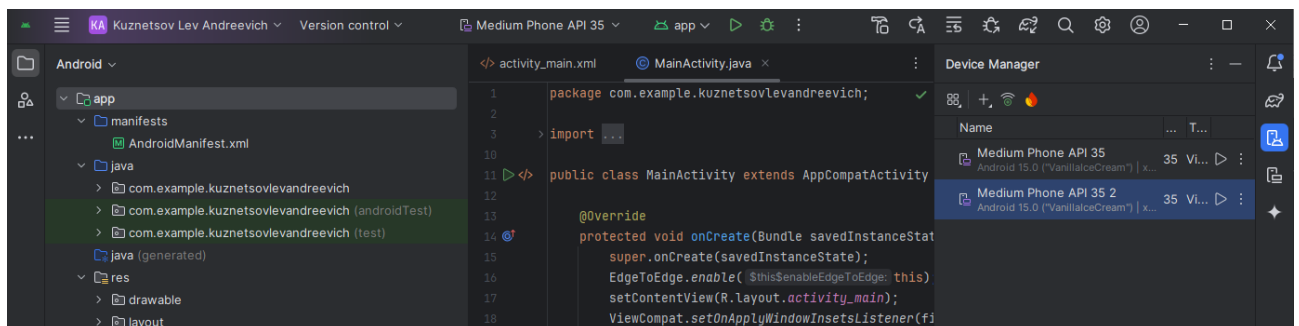 KA Kuznetsov Lev Andreevich Version control Medium Phone API 35 app
Android
app
manifests
AndroidManifest.xml
java
com.example.kuznetsovlevandreevich
com.example.kuznetsovlevandreevich (androidTest)
com.example.kuznetsovlevandreevich (test)
java (generated)
res
drawable
layout
activity_main.xml MainActivity.java
1 package com.example.kuznetsovlevandreevich;
2
3 import ...
10
11 public class MainActivity extends AppCompatActivity
12
13 @Override
14 protected void onCreate(Bundle savedInstanceStat
15 super.onCreate(savedInstanceState);
16 EdgeToEdge.enable( $this$enableEdgeToEdge: this)
17 setContentView(R.layout.activity_main);
18 ViewCompat.setOnApplyWindowInsetsListener(fi
Device Manager
Name ... T...
Medium Phone API 35 35 Vi...
Android 15.0 ("VanillaIceCream") | x...
Medium Phone API 35 2 35 Vi...
Android 15.0 ("VanillaIceCream") | x...